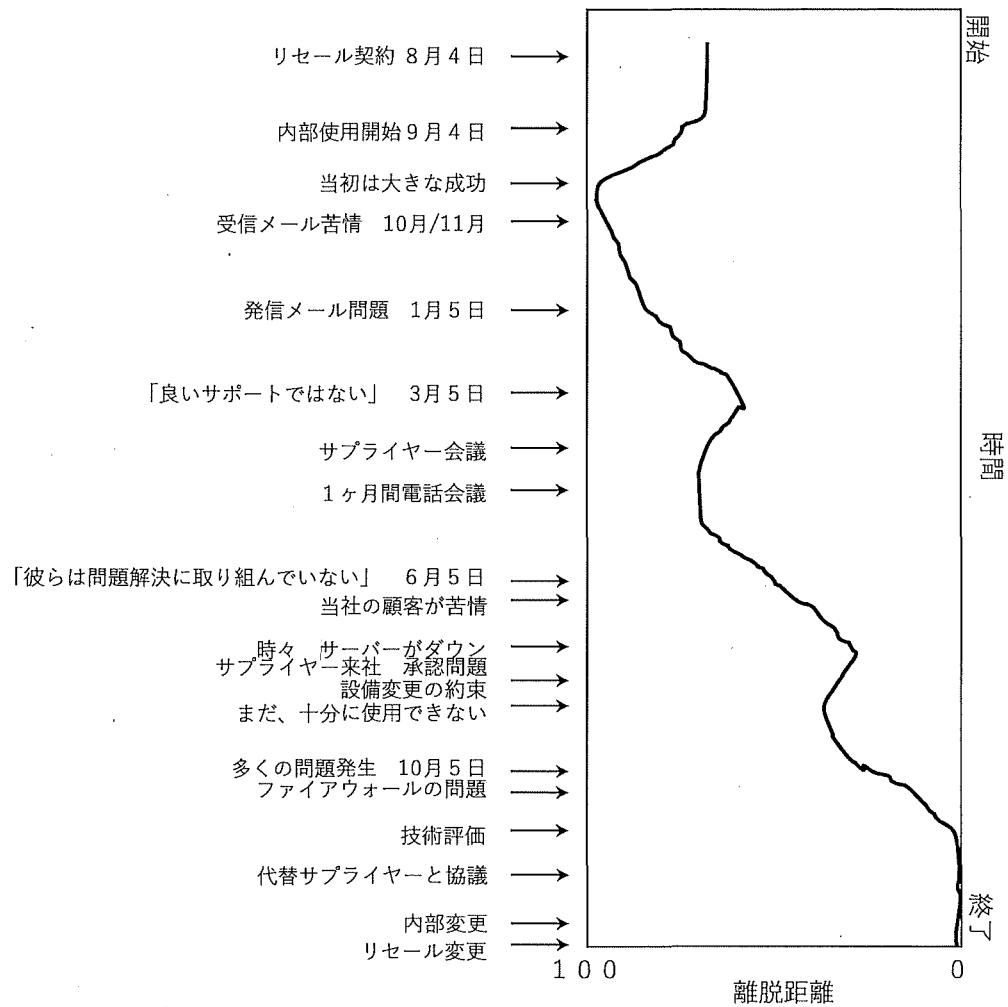 開始
リセール契約 8月4日
内部使用開始9月4日
当初は大きな成功
受信メール苦情 10月/11月
発信メール問題 1月5日
「良いサポートではない」 3月5日
サプライヤー会議
時間
1ヶ月間電話会議
「彼らは問題解決に取り組んでいない」 6月5日
当社の顧客が苦情
時々 サーバーがダウン
サプライヤー来社 承認問題
設備変更の約束
まだ、十分に使用できない
多くの問題発生 10月5日
ファイアウォールの問題
技術評価
代替サプライヤーと協議
終了
内部変更
リセール変更
100
0
離脱距離